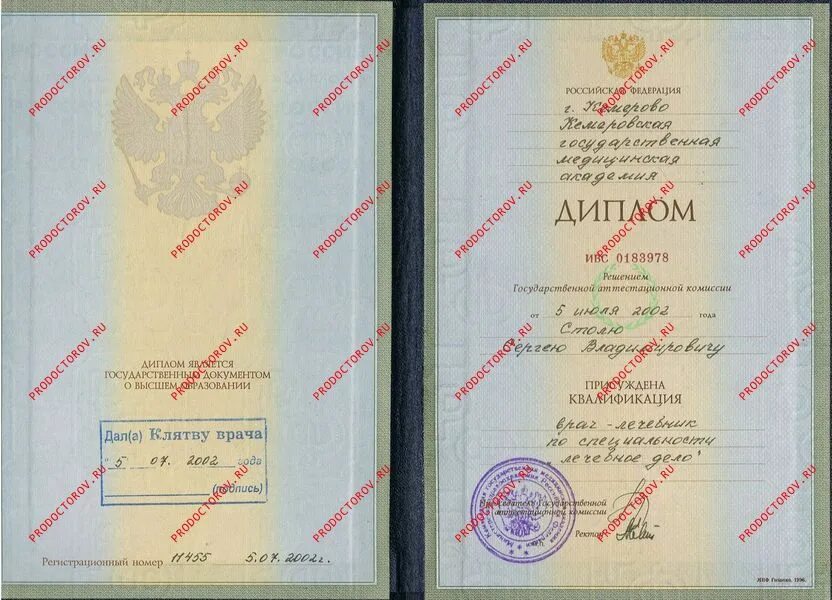 ДИПЛОМ ЯВЛЯЕТСЯ
ГОСУДАРСТВЕННЫМ ДОКУМЕНТОМ
О ВЫСШЕМ ОБРАЗОВАНИИ
Дал(а) Клятву врача
"5 07. 2002 года
(подпись)
Регистрационный номер 11455 5.07.2002г.
РОССИЙСКАЯ ФЕДЕРАЦИЯ
г. Кемерово
Кемеровская
государственная
медицинская
академия
ДИПЛОМ
ИВС 0183978
Решением
Государственной аттестационной комиссии
от 5 июля 2002 года
Столю
Сергею Владимировичу
ПРИСУЖДЕНА
КВАЛИФИКАЦИЯ
врач-лечебник
по специальности
"лечебное дело"
Председатель Государственной
аттестационной комиссии
Ректор
PRODOCTOROV.RU